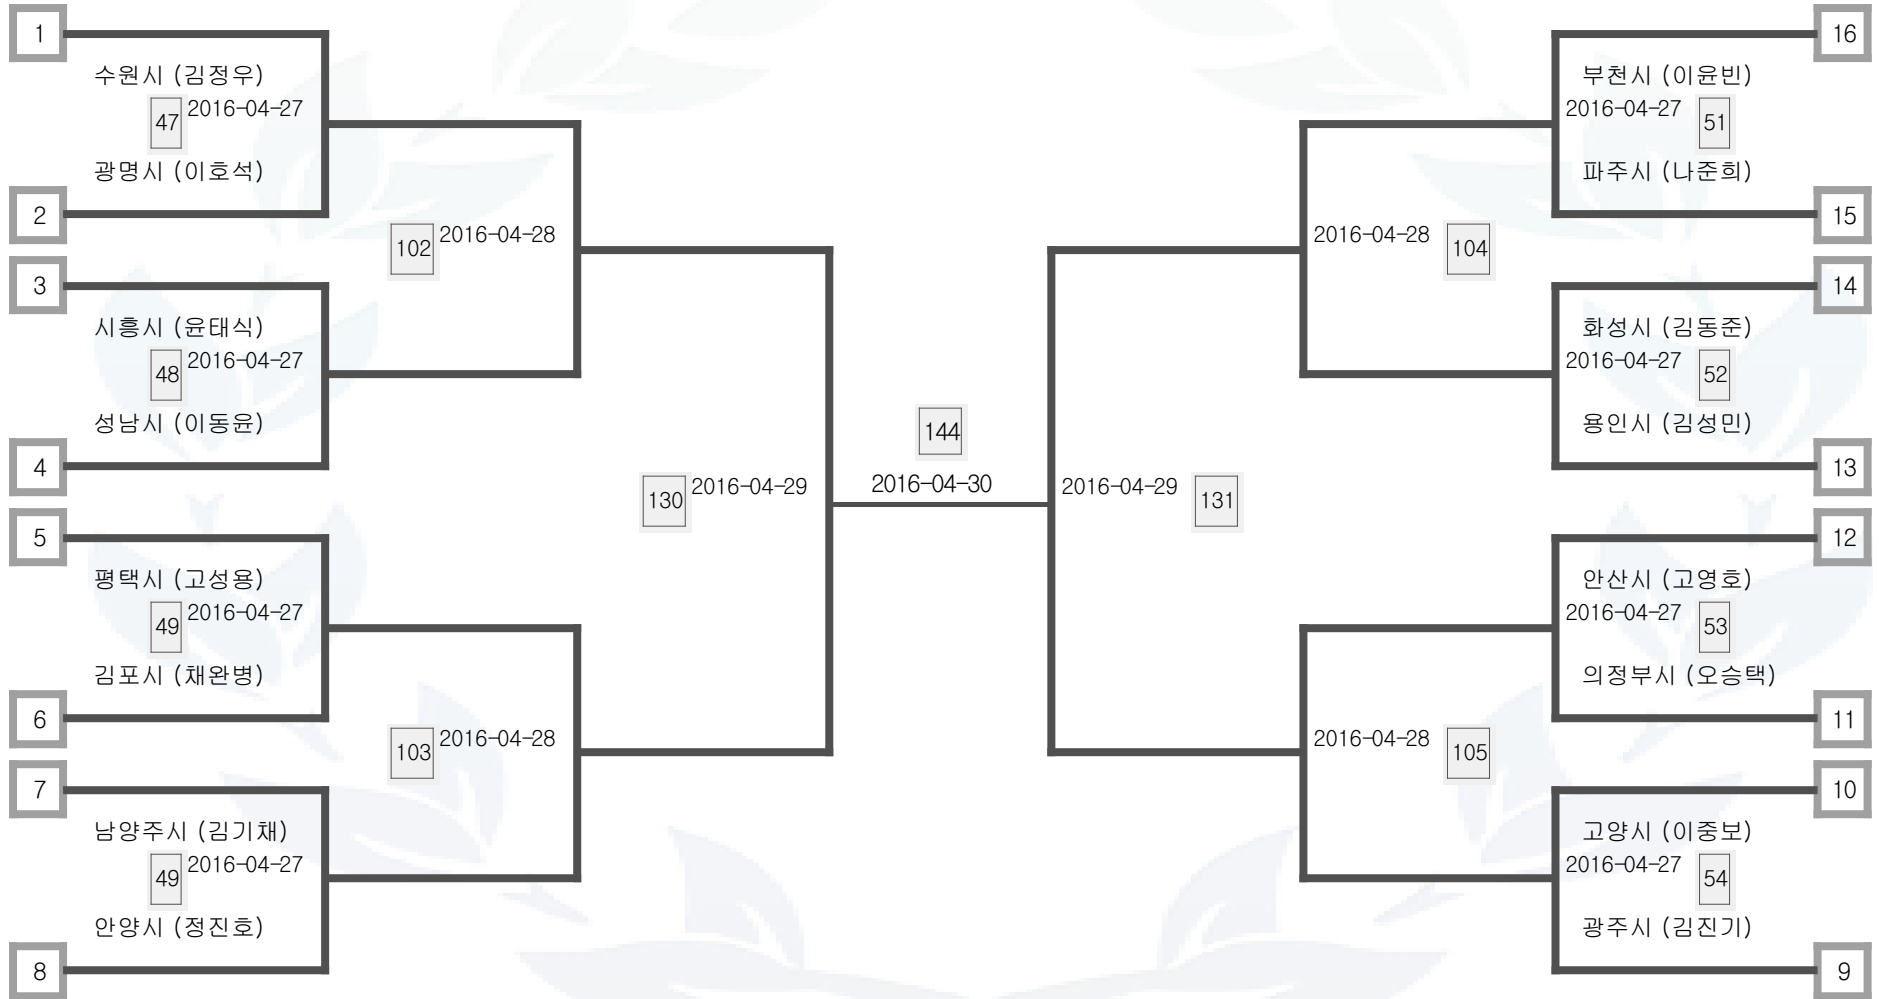 1
수원시 (김정우)
47 2016-04-27
광명시 (이호석)
2
102 2016-04-28
3
시흥시 (윤태식)
48 2016-04-27
성남시 (이동윤)
4
130 2016-04-29
5
평택시 (고성용)
49 2016-04-27
김포시 (채완병)
6
103 2016-04-28
7
남양주시 (김기채)
49 2016-04-27
안양시 (정진호)
8
144
2016-04-30
16
부천시 (이윤빈)
2016-04-27 51
파주시 (나준희)
15
2016-04-28 104
14
화성시 (김동준)
2016-04-27 52
용인시 (김성민)
13
2016-04-29 131
12
안산시 (고영호)
2016-04-27 53
의정부시 (오승택)
11
2016-04-28 105
10
고양시 (이중보)
2016-04-27 54
광주시 (김진기)
9